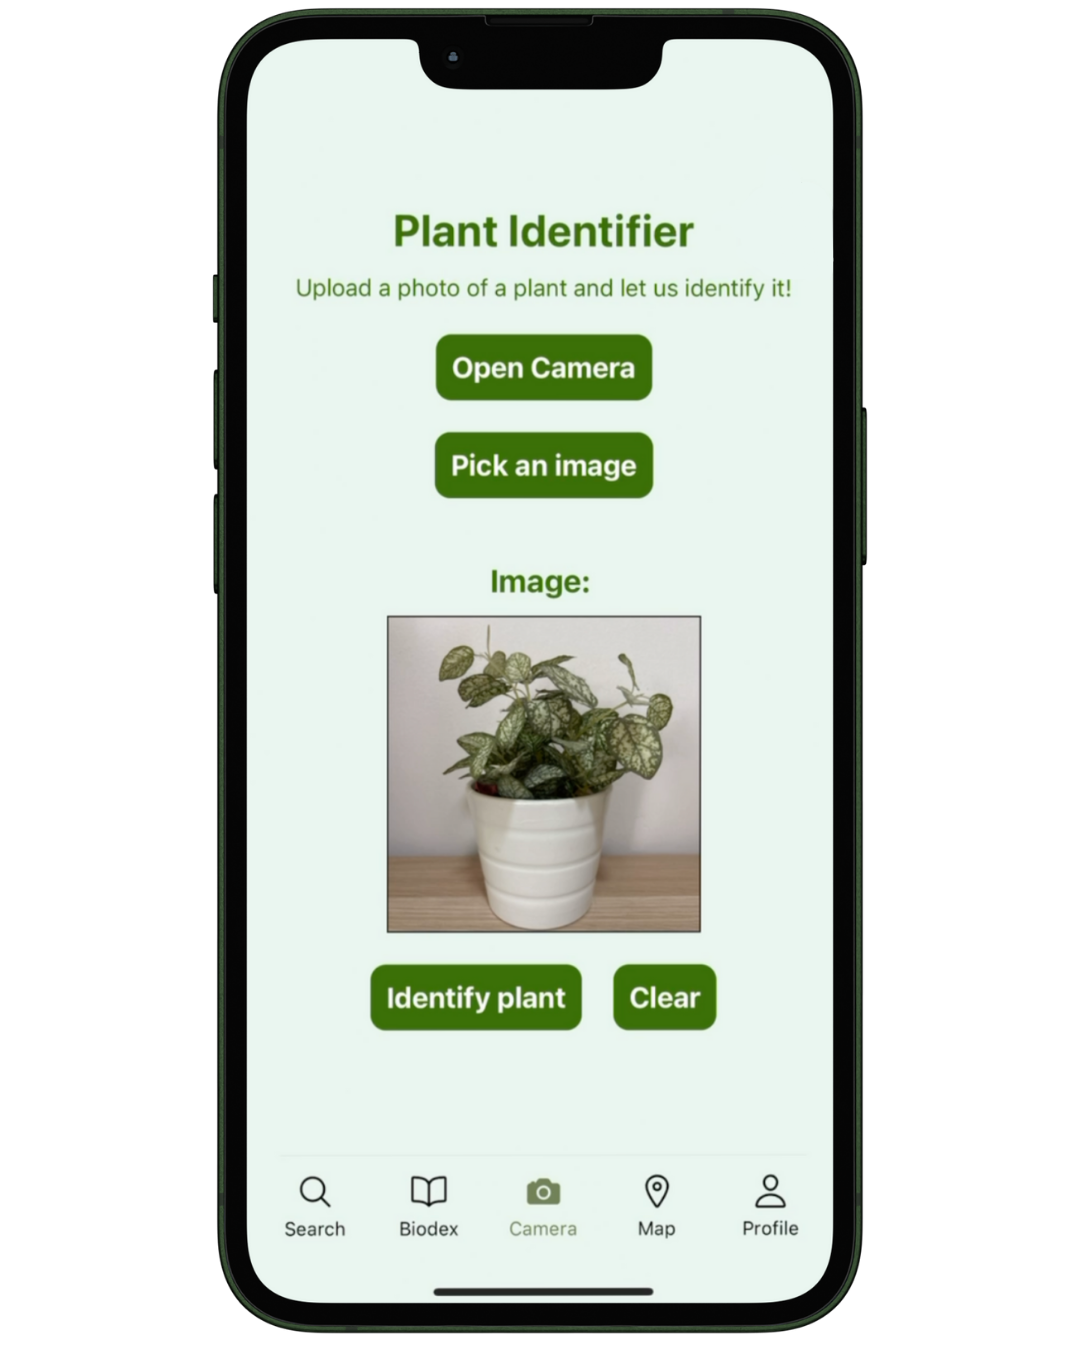 Plant Identifier
Upload a photo of a plant and let us identify it!
Open Camera
Pick an image
Image:
Identify plant
Clear
Search
Biodex
Camera
Map
Profile